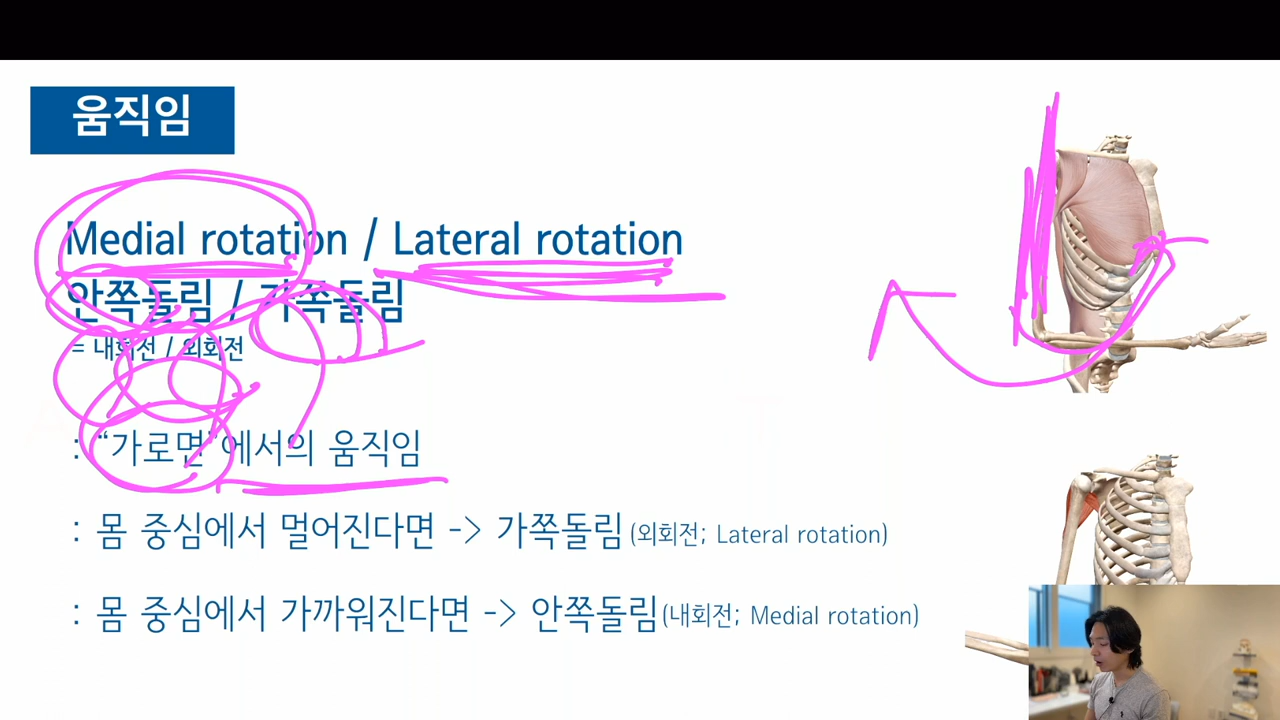 움직임
Medial rotation / Lateral rotation
안쪽돌림 / 가쪽돌림
= 내회전 / 외회전
: “가로면”에서의 움직임
: 몸 중심에서 멀어진다면 -> 가쪽돌림(외회전; Lateral rotation)
: 몸 중심에서 가까워진다면 -> 안쪽돌림(내회전; Medial rotation)